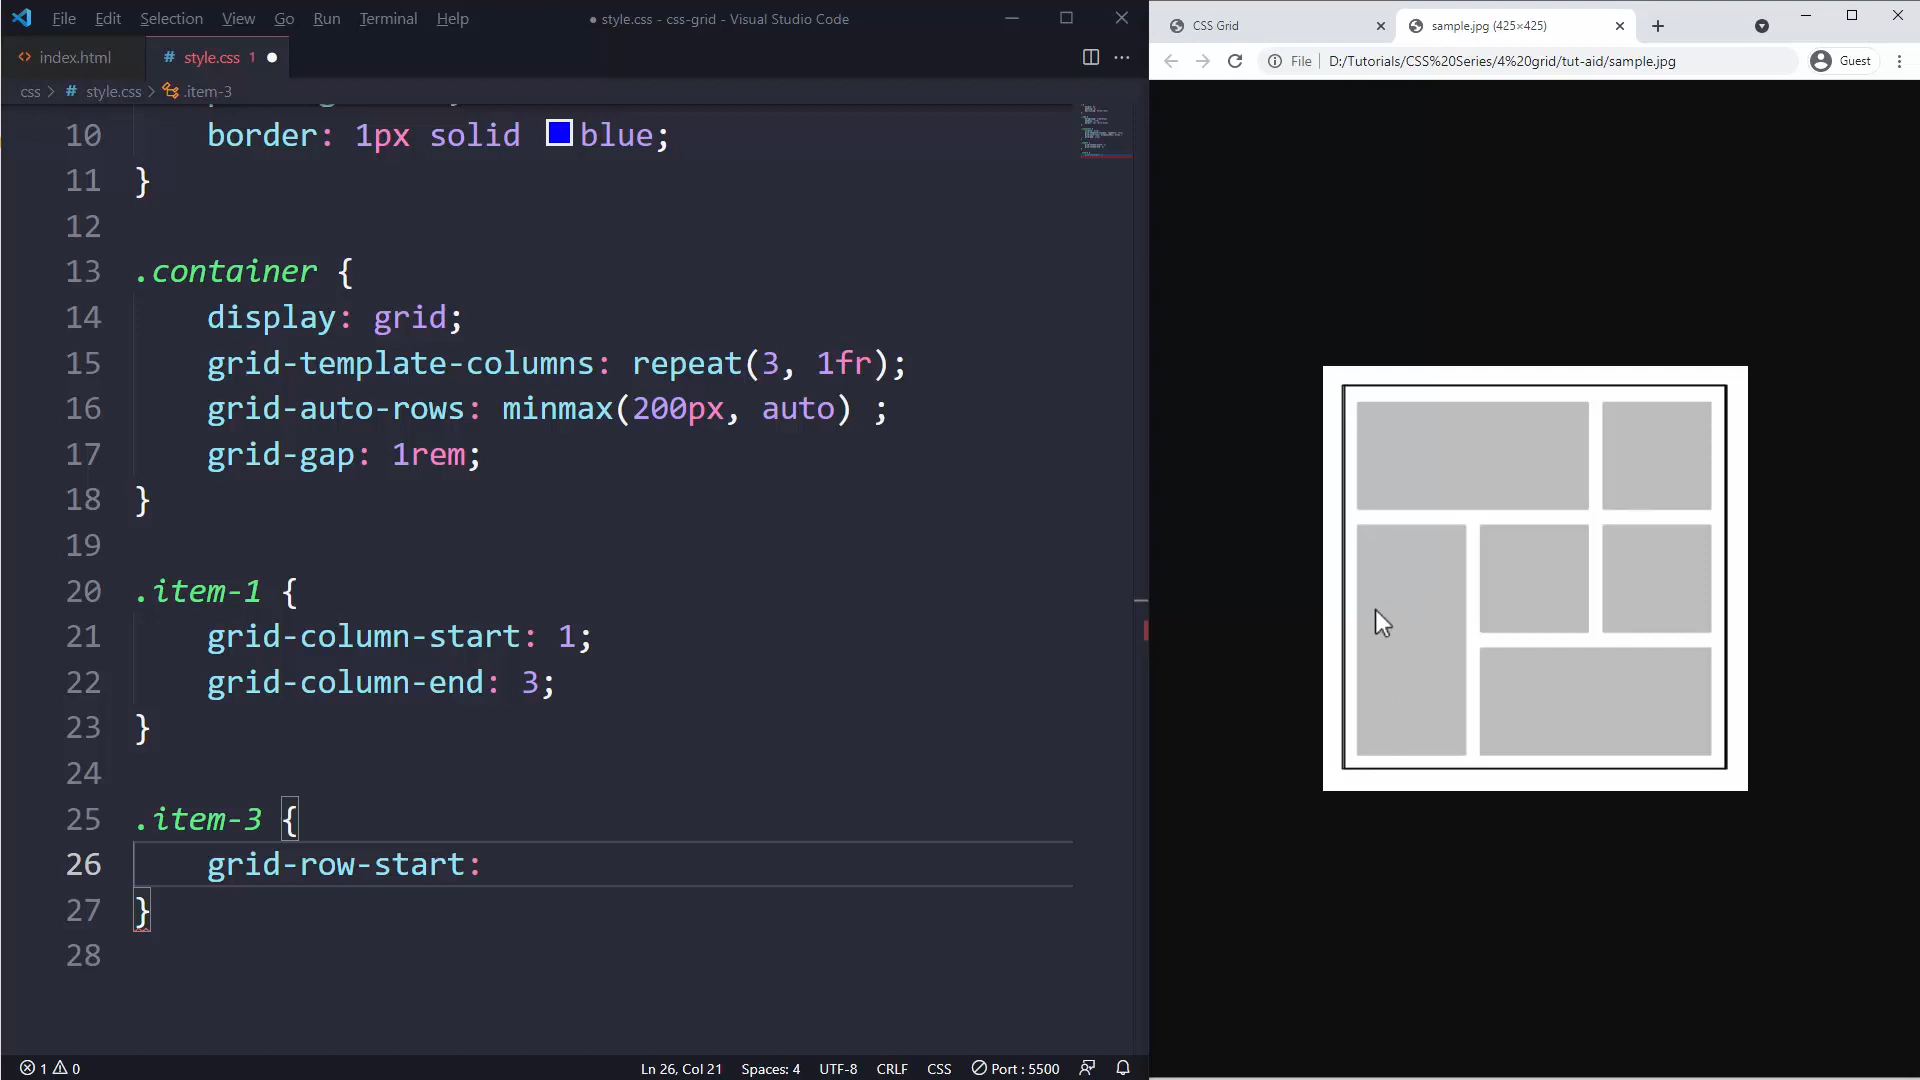 File Edit Selection View Go Run Terminal Help
● style.css - css-grid - Visual Studio Code
index.html
# style.css 1 ●
css > # style.css > .item-3
10 border: 1px solid blue;
11 }
12
13 .container {
14 display: grid;
15 grid-template-columns: repeat(3, 1fr);
16 grid-auto-rows: minmax(200px, auto) ;
17 grid-gap: 1rem;
18 }
19
20 .item-1 {
21 grid-column-start: 1;
22 grid-column-end: 3;
23 }
24
25 .item-3 {
26 grid-row-start:
27 }
28
1 0
Ln 26, Col 21 Spaces: 4 UTF-8 CRLF CSS Port : 5500
CSS Grid
sample.jpg (425×425)
File | D:/Tutorials/CSS%20Series/4%20grid/tut-aid/sample.jpg
Guest